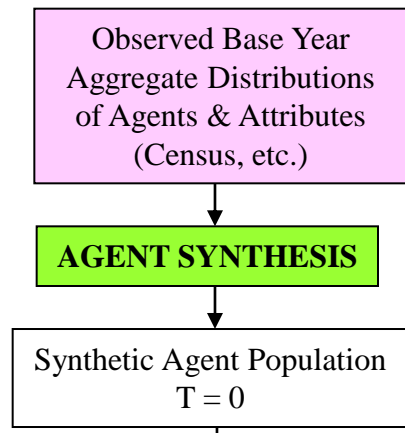 Observed Base Year
Aggregate Distributions
of Agents & Attributes
(Census, etc.)
AGENT SYNTHESIS
Synthetic Agent Population
T = 0